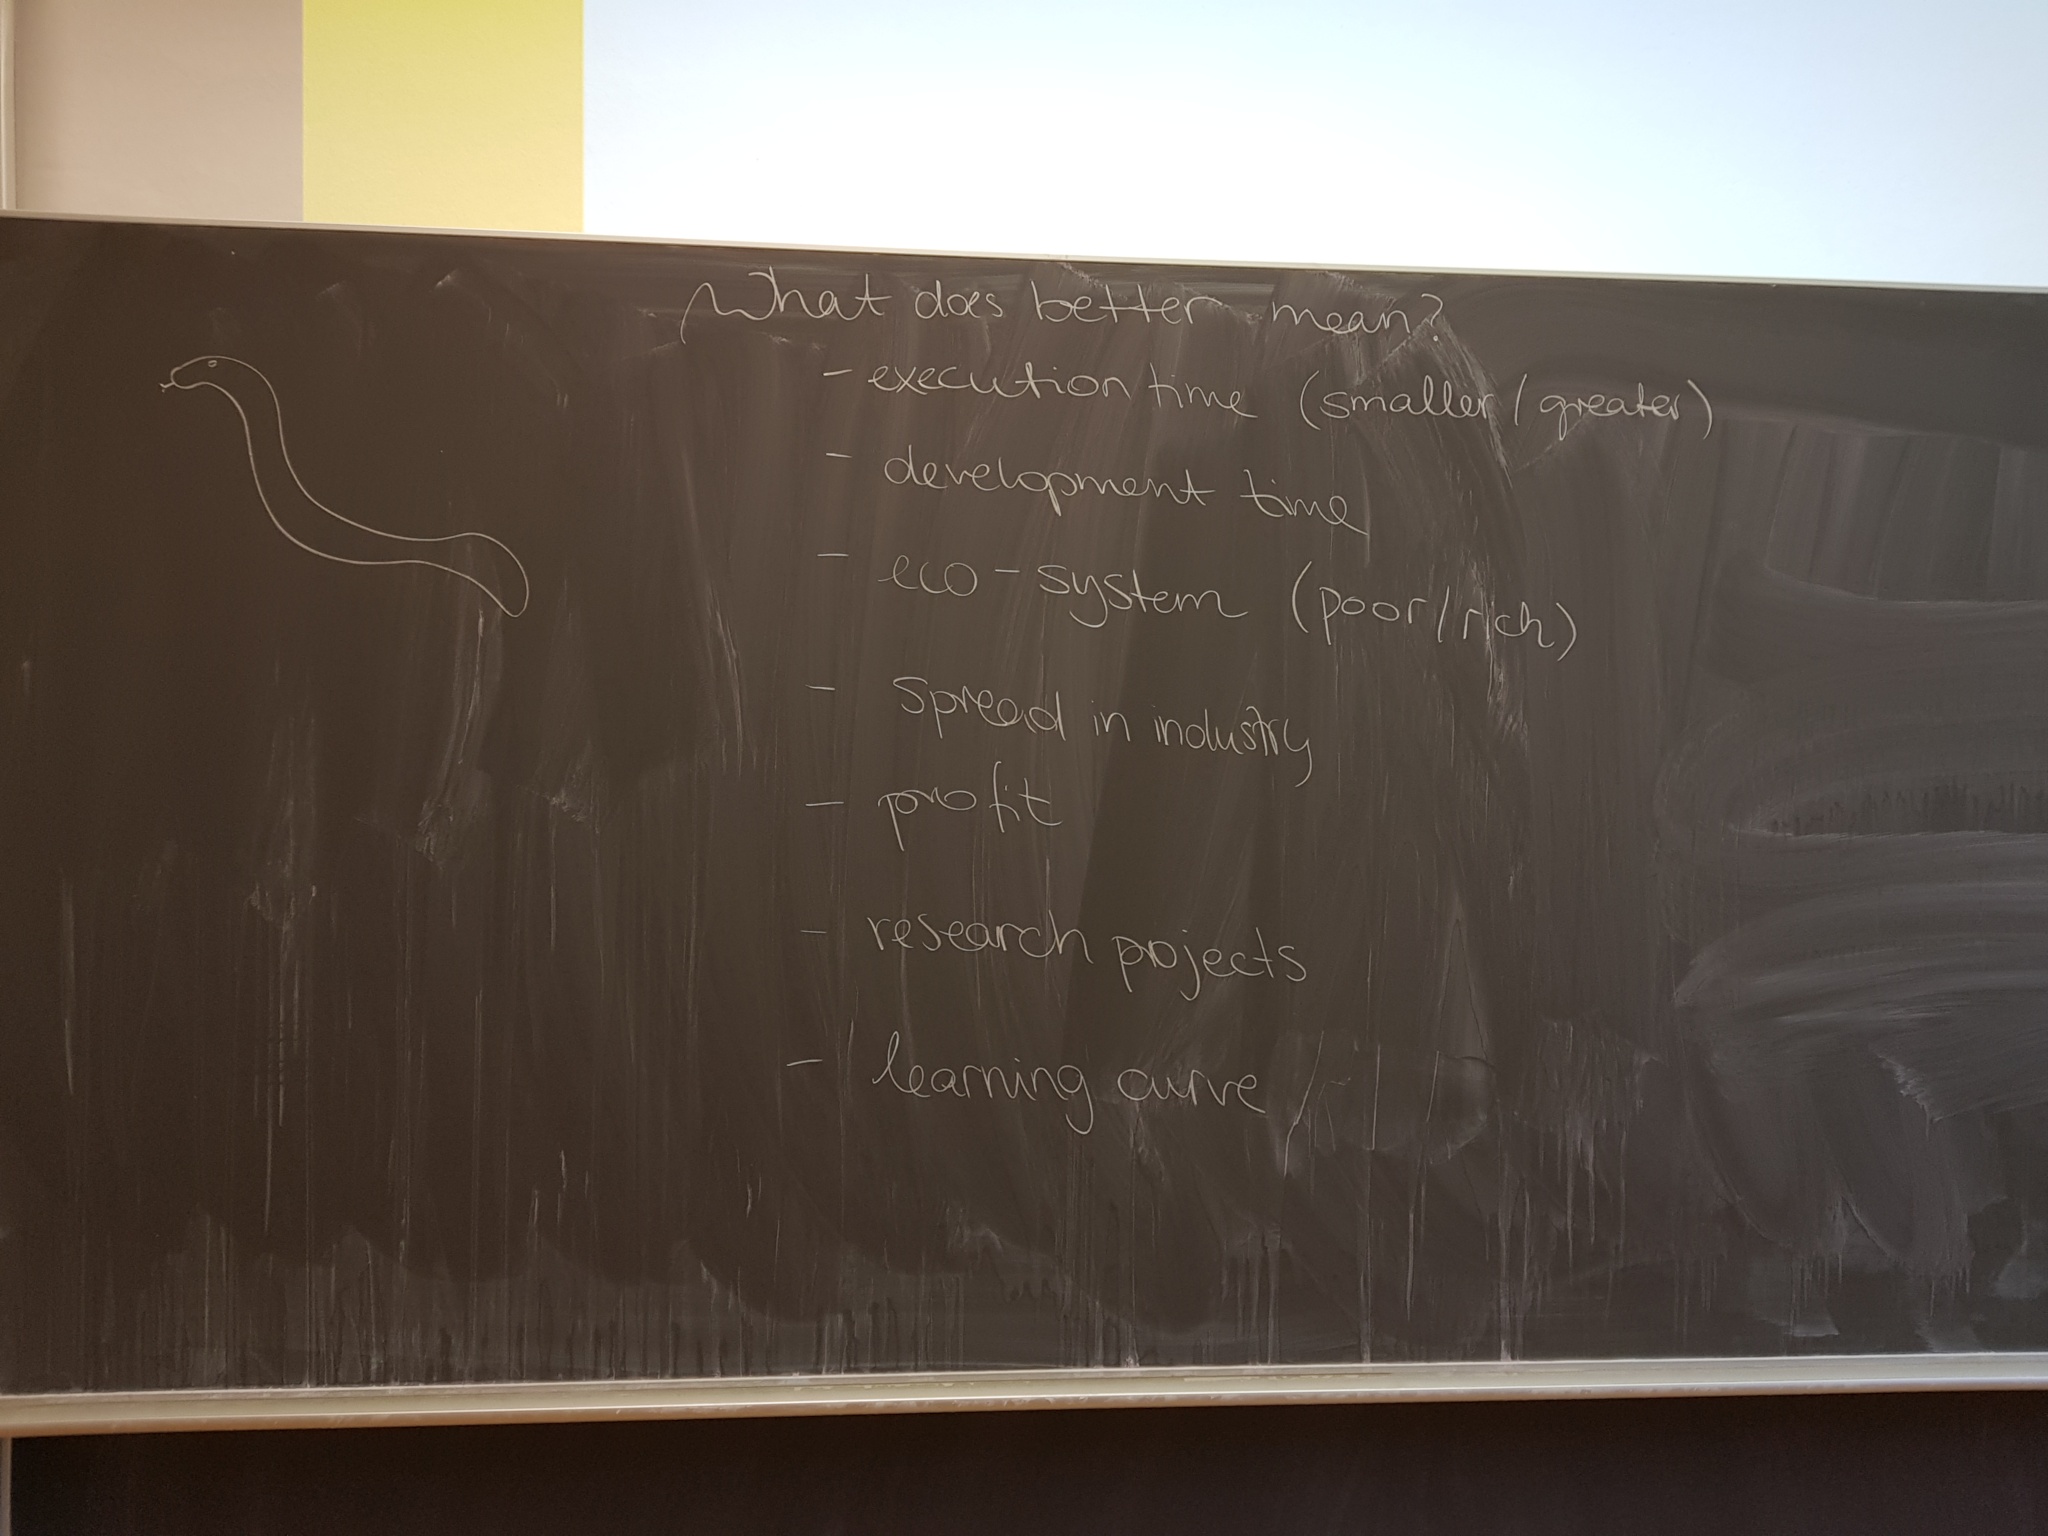 What does better mean?
- execution time (smaller / greater)
- development time
- eco-system (poor/rich)
- spread in industry
- profit
- research projects
- learning curve